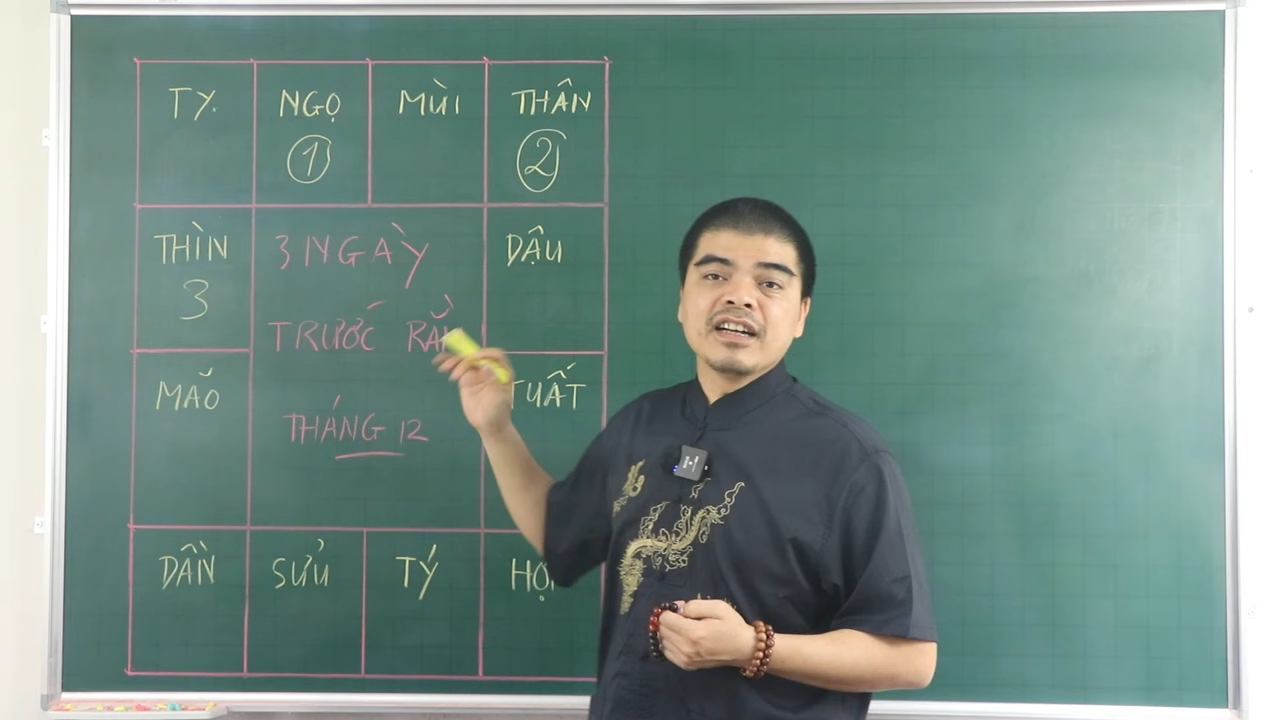 TỴ. NGỌ MÙI THÂN
① ②
THÌN 3 NGÀY DẬU
3
TRƯỚC
MÃO TUẤT
THÁNG 12
DẦN SỬU TÝ